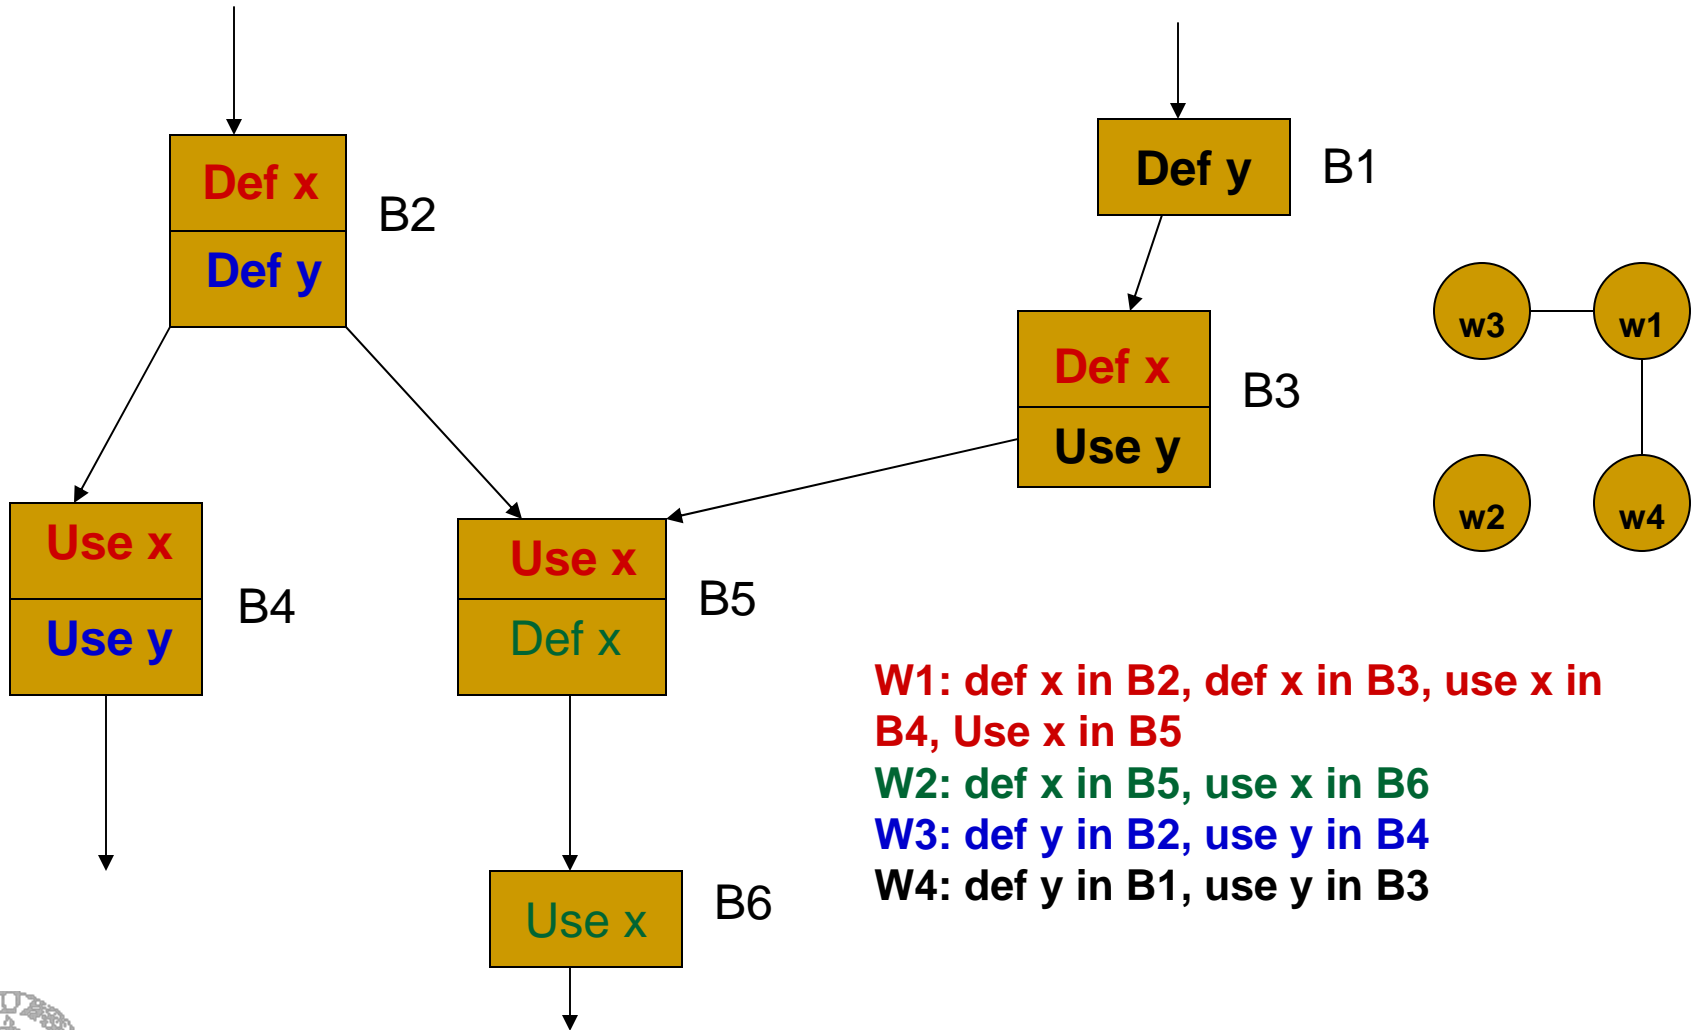 Def x
Def y
B2
Def y
B1
Def x
Use y
B3
w3
w1
w2
w4
Use x
Use y
B4
Use x
Def x
B5
Use x
B6
W1: def x in B2, def x in B3, use x in
B4, Use x in B5
W2: def x in B5, use x in B6
W3: def y in B2, use y in B4
W4: def y in B1, use y in B3